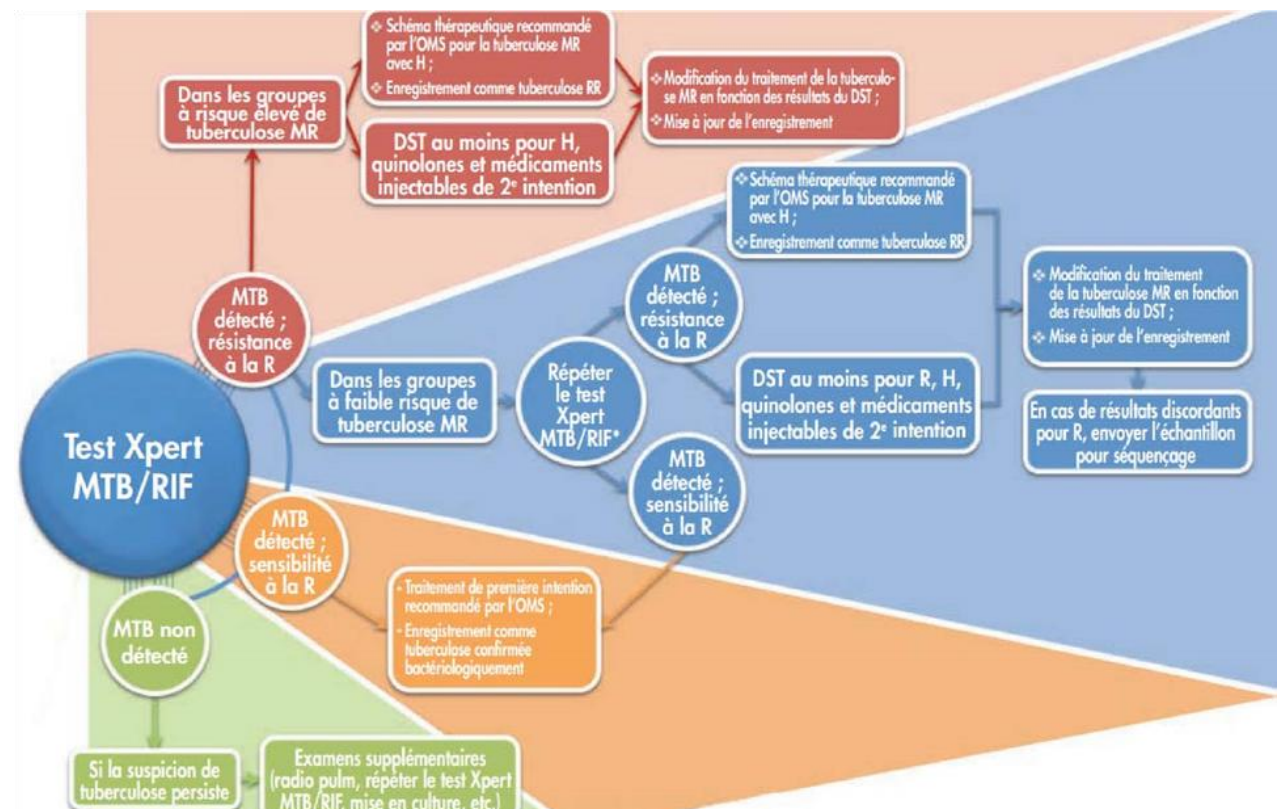 ❖ Schéma thérapeutique recommandé
par l'OMS pour la tuberculose MR
avec H ;
❖ Enregistrement comme tuberculose RR
Dans les groupes
à risque élevé de
tuberculose MR
DST au moins pour H,
quinolones et médicaments
injectables de 2e intention
❖ Modification du traitement de la tuberculo-
se MR en fonction des résultats du DST ;
❖ Mise à jour de l'enregistrement
MTB
détecté ;
résistance
à la R
Dans les groupes
à faible risque de
tuberculose MR
Répéter
le test
Xpert
MTB/RIF*
MTB
détecté ;
résistance
à la R
❖ Schéma thérapeutique recommandé
par l'OMS pour la tuberculose MR
avec H ;
❖ Enregistrement comme tuberculose RR
DST au moins pour R, H,
quinolones et médicaments
injectables de 2e intention
❖ Modification du traitement
de la tuberculose MR en fonction
des résultats du DST ;
❖ Mise à jour de l'enregistrement
En cas de résultats discordants
pour R, envoyer l'échantillon
pour séquençage
MTB
détecté ;
sensibilité
à la R
Test Xpert
MTB/RIF
MTB
détecté ;
sensibilité
à la R
- Traitement de première intention
recommandé par l'OMS ;
- Enregistrement comme
tuberculose confirmée
bactériologiquement
MTB non
détecté
Si la suspicion de
tuberculose persiste
Examens supplémentaires
(radio pulm, répéter le test Xpert
MTB/RIF, mise en culture, etc.)